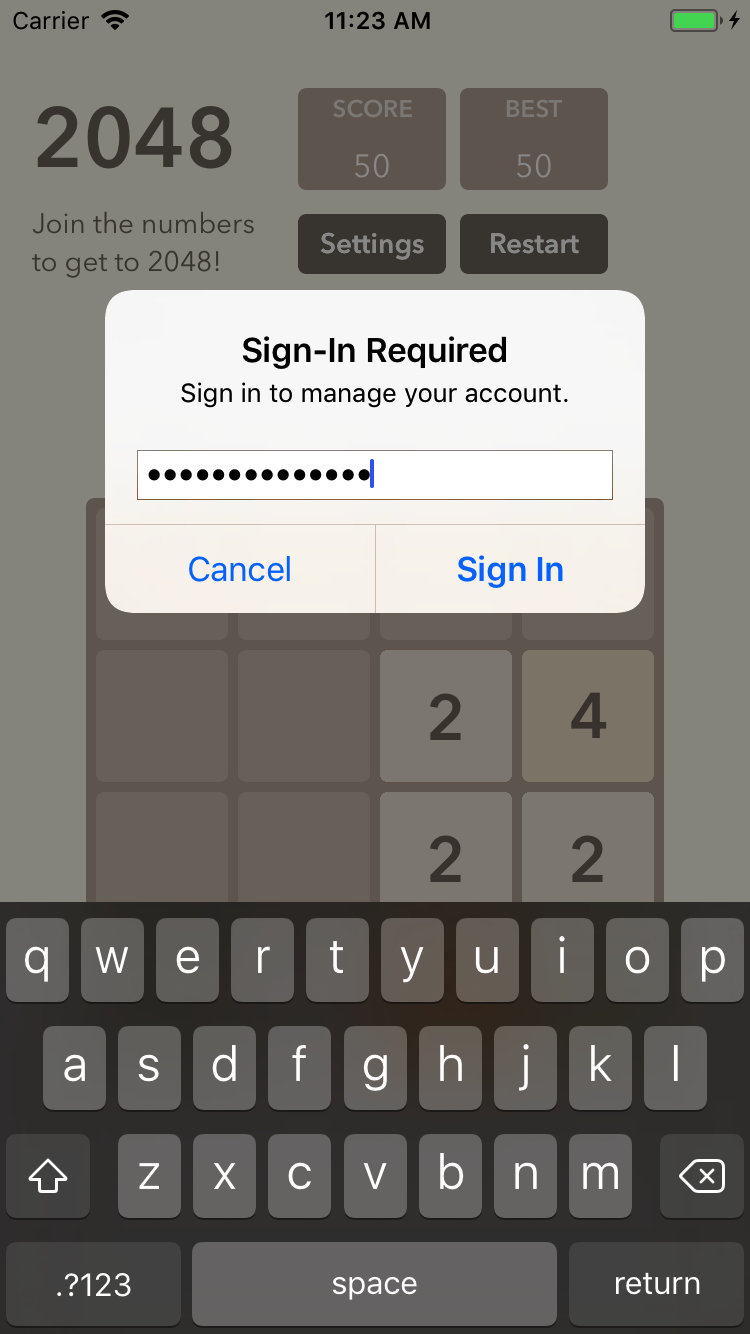 Carrier 11:23 AM
2048
SCORE BEST
50 50
Join the numbers
to get to 2048!
Settings Restart
Sign-In Required
Sign in to manage your account.
••••••••••••••
Cancel Sign In
2 4
2 2
q w e r t y u i o p
a s d f g h j k l
z x c v b n m
.?123 space return